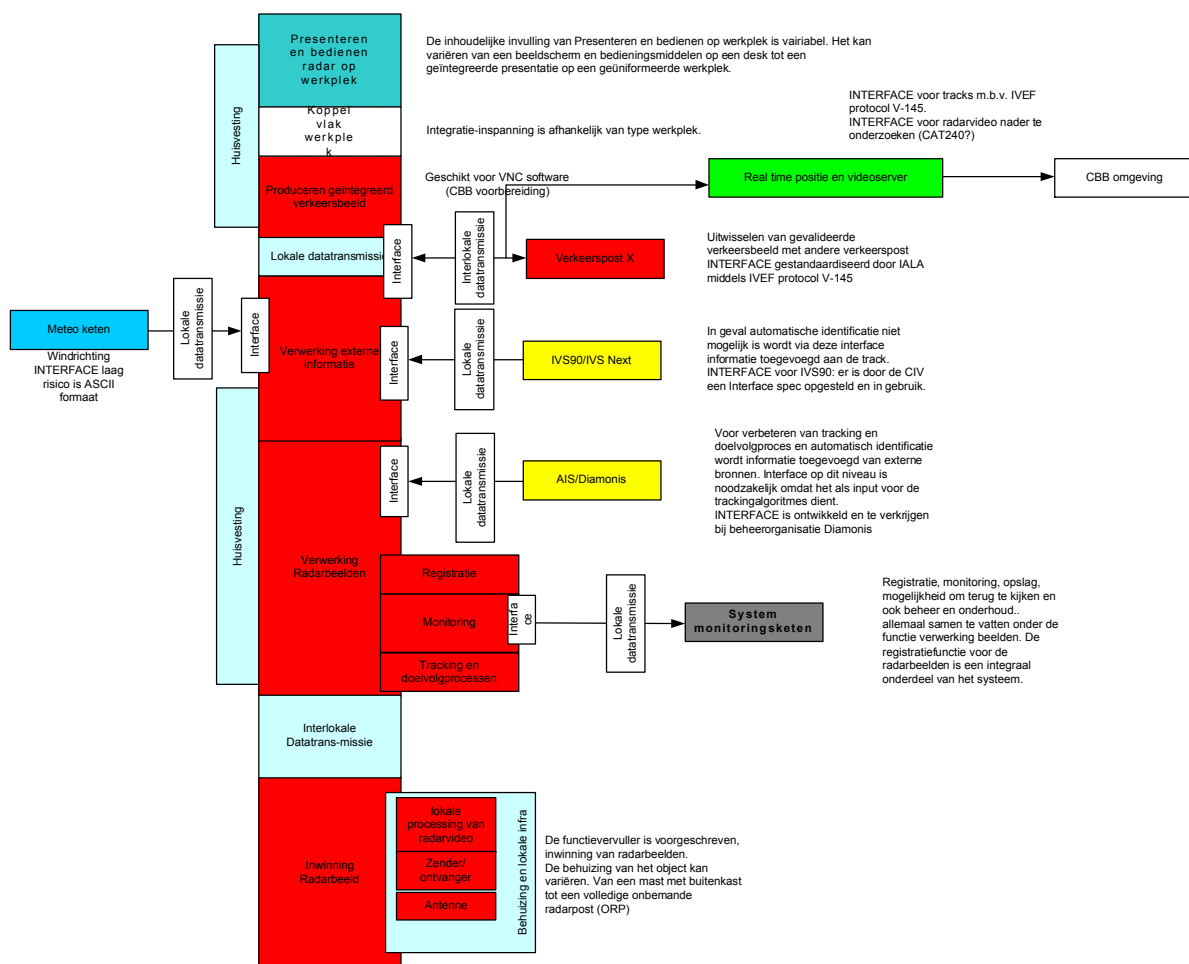 Presenteren
en bedienen
radar op
werkplek
De inhoudelijke invulling van Presenteren en bedienen op werkplek is vairiabel. Het kan
variëren van een beeldscherm en bedieningsmiddelen op een desk tot een
geïntegreerde presentatie op een geüniformeerde werkplek.
Huisvesting
Koppel
vlak
werkple
k
Integratie-inspanning is afhankelijk van type werkplek.
INTERFACE voor tracks m.b.v. IVEF
protocol V-145.
INTERFACE voor radarvideo nader te
onderzoeken (CAT240?)
Produceren geïntegreerd
verkeersbeeld
Geschikt voor VNC software
(CBB voorbereiding)
Real time positie en videoserver
CBB omgeving
Lokale datatransmissie
Interface
Interlokale
datatransmissie
Verkeerspost X
Uitwisselen van gevalideerde
verkeersbeeld met andere verkeerspost
INTERFACE gestandaardiseerd door IALA
middels IVEF protocol V-145
Meteo keten
Windrichting
INTERFACE laag
risico is ASCII
formaat
Lokale
datatransmissie
Interface
Verwerking externe
informatie
Interface
Lokale
datatransmissie
IVS90/IVS Next
In geval automatische identificatie niet
mogelijk is wordt via deze interface
informatie toegevoegd aan de track.
INTERFACE voor IVS90: er is door de CIV
een Interface spec opgesteld en in gebruik.
Huisvesting
Interface
Lokale
datatransmissie
AIS/Diamonis
Voor verbeteren van tracking en
doelvolgproces en automatisch identificatie
wordt informatie toegevoegd van externe
bronnen. Interface op dit niveau is
noodzakelijk omdat het als input voor de
trackingalgoritmes dient.
INTERFACE is ontwikkeld en te verkrijgen
bij beheerorganisatie Diamonis
Verwerking
Radarbeelden
Registratie
Monitoring
Tracking en
doelvolgprocessen
Interfa
ce
Lokale
datatransmissie
System
monitoringsketen
Registratie, monitoring, opslag,
mogelijkheid om terug te kijken en
ook beheer en onderhoud..
allemaal samen te vatten onder de
functie verwerking beelden. De
registratiefunctie voor de
radarbeelden is een integraal
onderdeel van het systeem.
Interlokale
Datatrans-missie
Inwinning
Radarbeeld
lokale
processing van
radarvideo
Zender/
ontvanger
Antenne
Behuizing en lokale infra
De functievervuller is voorgeschreven,
inwinning van radarbeelden.
De behuizing van het object kan
variëren. Van een mast met buitenkast
tot een volledige onbemande
radarpost (ORP)